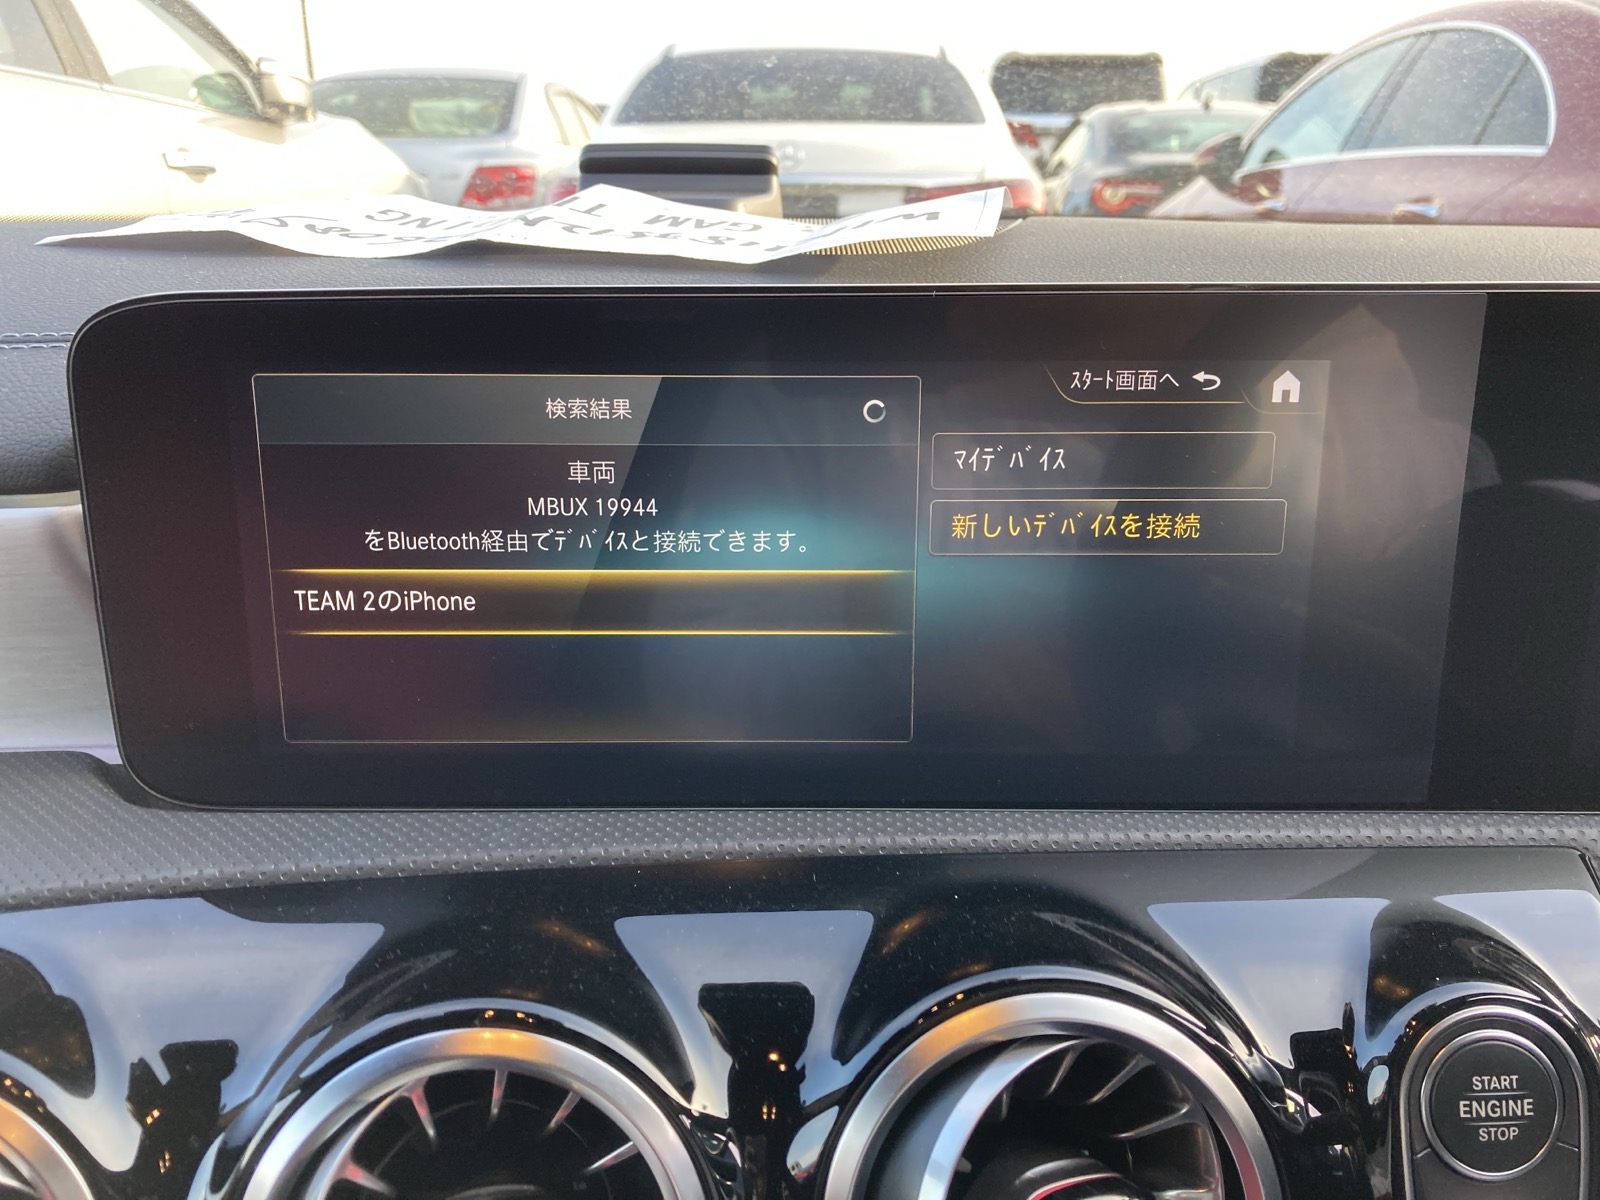 検索結果
車両
MBUX 19944
をBluetooth経由でﾃﾞﾊﾞｲｽと接続できます。
TEAM 2のiPhone
ｽﾀｰﾄ画面へ
ﾏｲﾃﾞﾊﾞｲｽ
新しいﾃﾞﾊﾞｲｽを接続
START
ENGINE
STOP